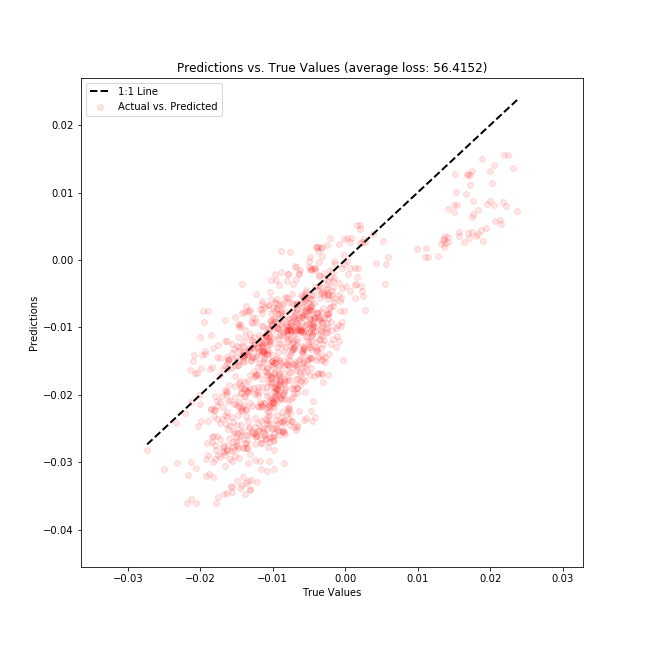 Predictions vs. True Values (average loss: 56.4152)
1:1 Line
Actual vs. Predicted
0.02
0.01
0.00
−0.01
−0.02
−0.03
−0.04
Predictions
−0.03 −0.02 −0.01 0.00 0.01 0.02 0.03
True Values